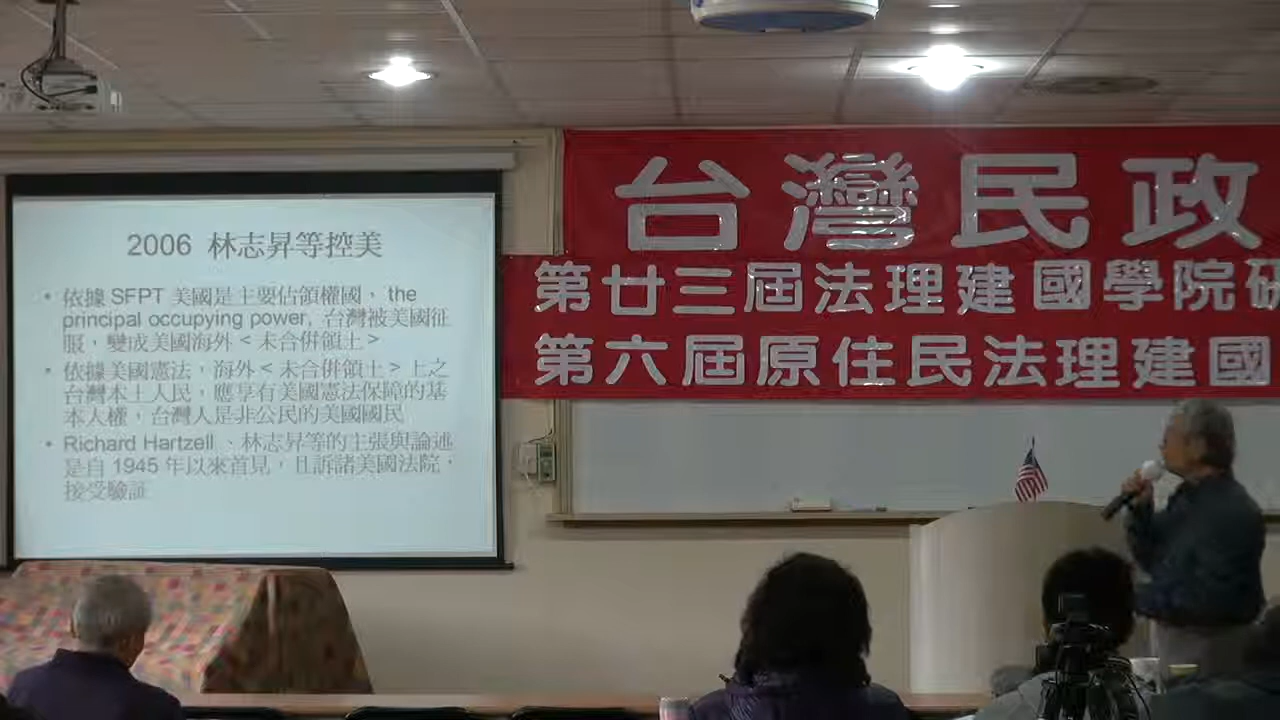 2006 林志昇等控美
• 依據 SFPT 美國是主要佔領權國，the
principal occupying power, 台灣被美國征
服，變成美國海外 < 未合併領土 >
• 依據美國憲法，海外 < 未合併領土 > 上之
台灣本土人民，應享有美國憲法保障的基
本人權，台灣人是非公民的美國國民
• Richard Hartzell 、林志昇等的主張與論述
是自 1945 年以來首見，且訴諸美國法院，
接受驗証
台灣民政
第廿三屆法理建國學院研
第六屆原住民法理建國